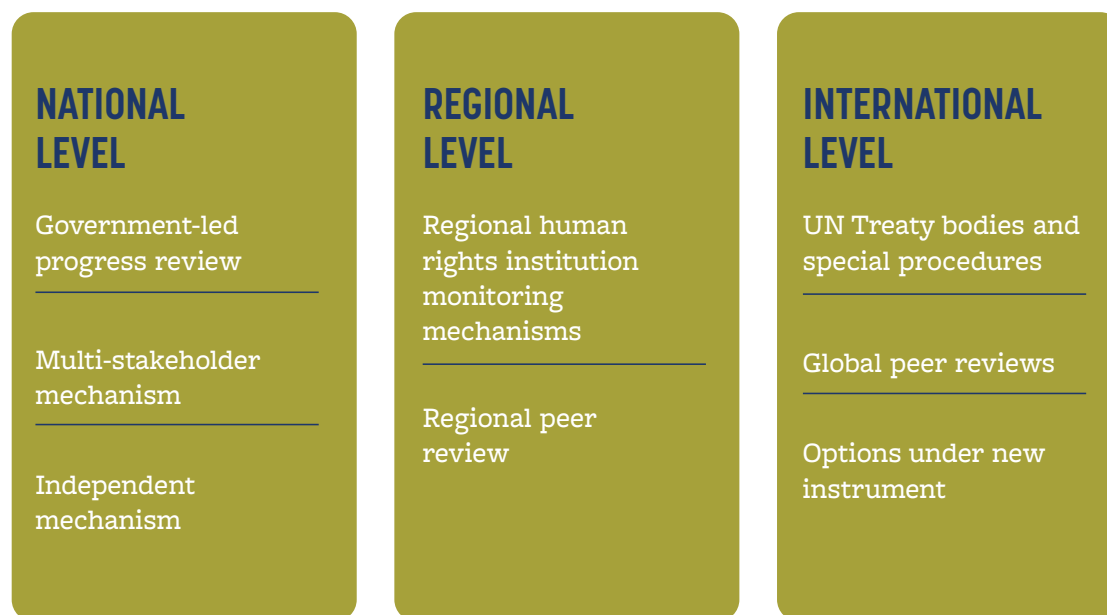 NATIONAL
LEVEL
Government-led
progress review
Multi-stakeholder
mechanism
Independent
mechanism
REGIONAL
LEVEL
Regional human
rights institution
monitoring
mechanisms
Regional peer
review
INTERNATIONAL
LEVEL
UN Treaty bodies and
special procedures
Global peer reviews
Options under new
instrument